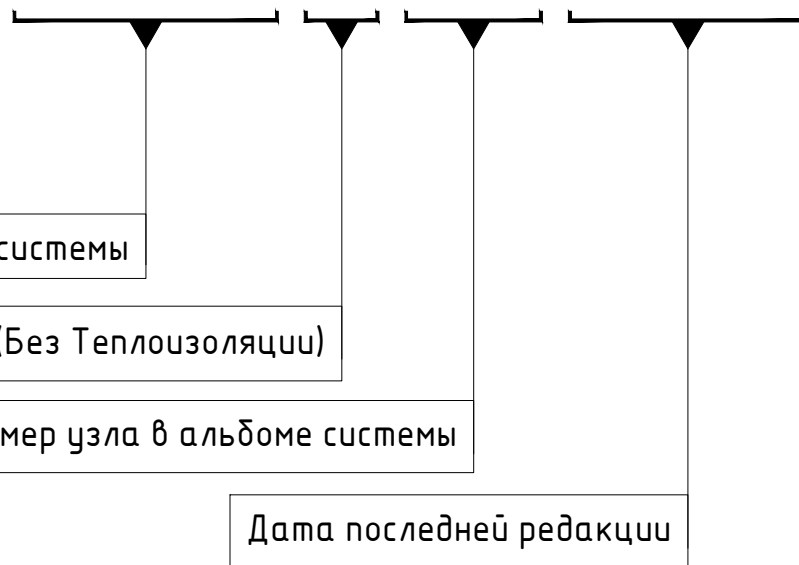 системы
(Без Теплоизоляции)
мер узла в альбоме системы
Дата последней редакции